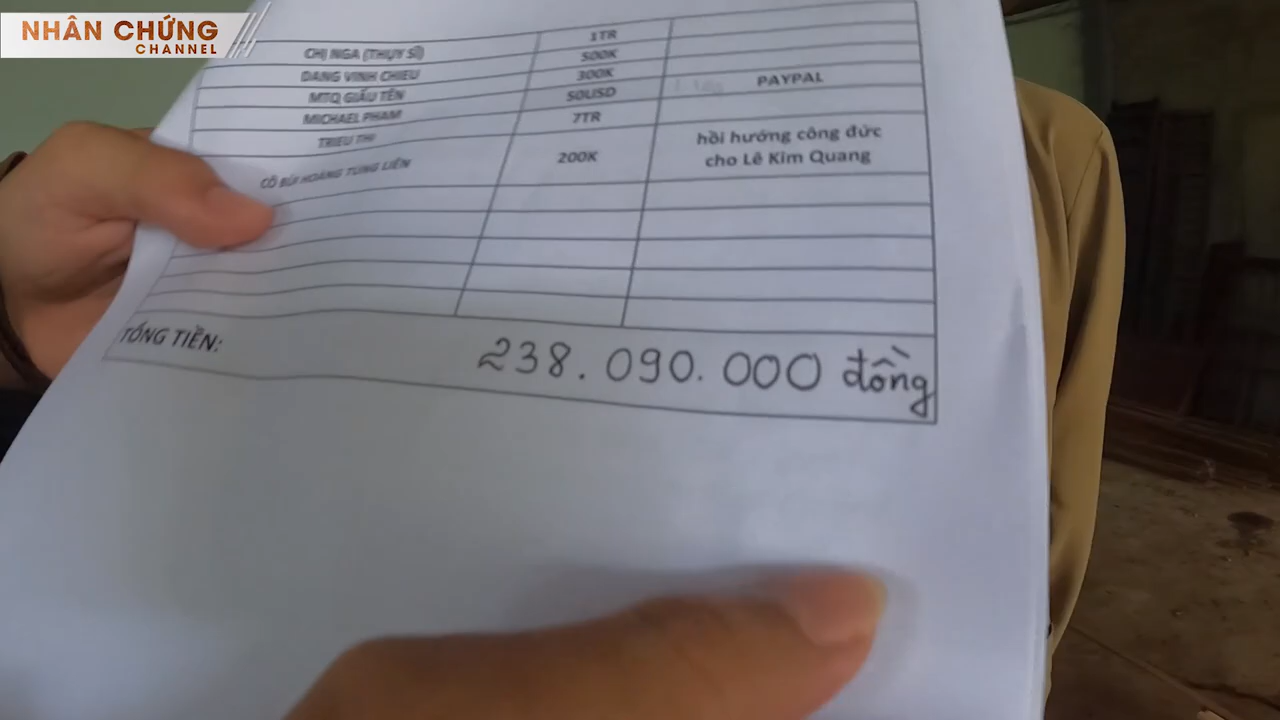 NHÂN CHỨNG
CHANNEL
1TR
CHỊ NGA (THỤY SĨ) 500K
DANG VINH CHIEU 300K
MTQ GIẤU TÊN 50USD PAYPAL
MICHAEL PHAM 7TR
TRIEU THI
hồi hướng công đức
CÔ BÙI HOÀNG TUNG LIÊN 200K cho Lê Kim Quang
TỔNG TIỀN: 238.090.000 đồng